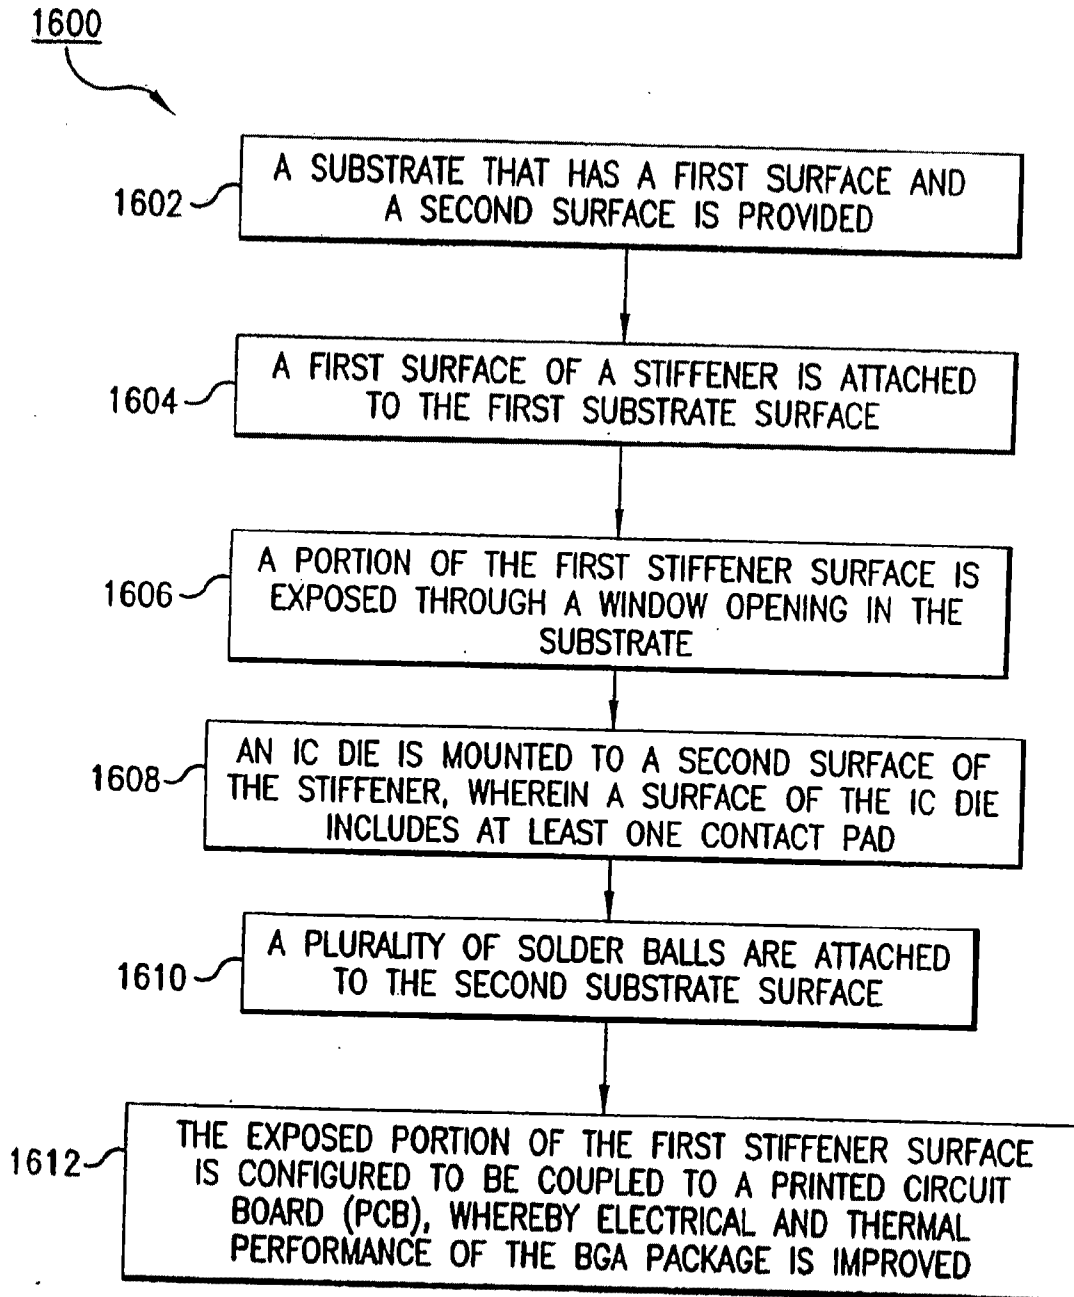 1600
1602
A SUBSTRATE THAT HAS A FIRST SURFACE AND
A SECOND SURFACE IS PROVIDED
1604
A FIRST SURFACE OF A STIFFENER IS ATTACHED
TO THE FIRST SUBSTRATE SURFACE
1606
A PORTION OF THE FIRST STIFFENER SURFACE IS
EXPOSED THROUGH A WINDOW OPENING IN THE
SUBSTRATE
1608
AN IC DIE IS MOUNTED TO A SECOND SURFACE OF
THE STIFFENER, WHEREIN A SURFACE OF THE IC DIE
INCLUDES AT LEAST ONE CONTACT PAD
1610
A PLURALITY OF SOLDER BALLS ARE ATTACHED
TO THE SECOND SUBSTRATE SURFACE
1612
THE EXPOSED PORTION OF THE FIRST STIFFENER SURFACE
IS CONFIGURED TO BE COUPLED TO A PRINTED CIRCUIT
BOARD (PCB), WHEREBY ELECTRICAL AND THERMAL
PERFORMANCE OF THE BGA PACKAGE IS IMPROVED